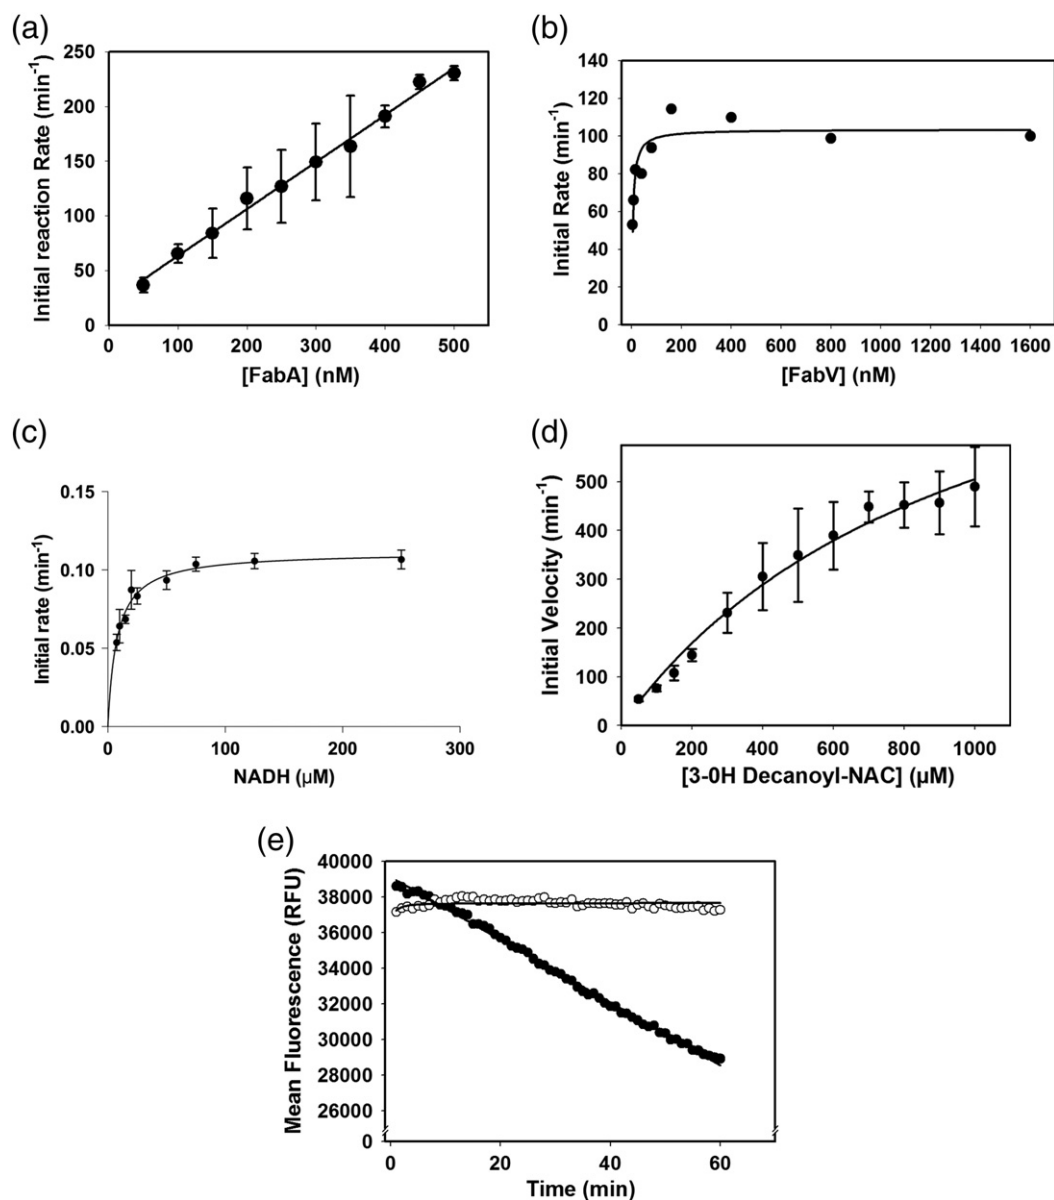 (a)
Initial reaction Rate (min⁻¹)
250
200
150
100
50
0
0 100 200 300 400 500
[FabA] (nM)
(b)
Initial Rate (min⁻¹)
140
120
100
80
60
40
20
0
0 200 400 600 800 1000 1200 1400 1600
[FabV] (nM)
(c)
Initial rate (min⁻¹)
0.15
0.10
0.05
0.00
0 100 200 300
NADH (µM)
(d)
Initial Velocity (min⁻¹)
500
400
300
200
100
0
0 200 400 600 800 1000
[3-0H Decanoyl-NAC] (µM)
(e)
Mean Fluorescence (RFU)
40000
38000
36000
34000
32000
30000
28000
26000
0
0 20 40 60
Time (min)